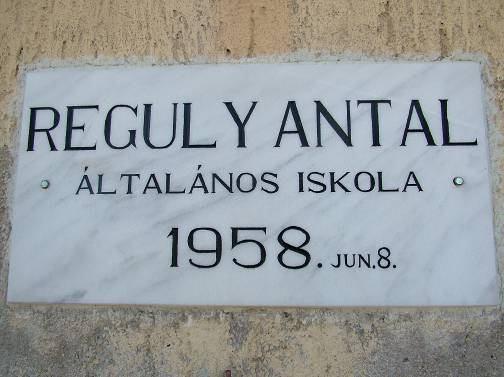 REGULY ANTAL
ÁLTALÁNOS ISKOLA
1958. JUN. 8.